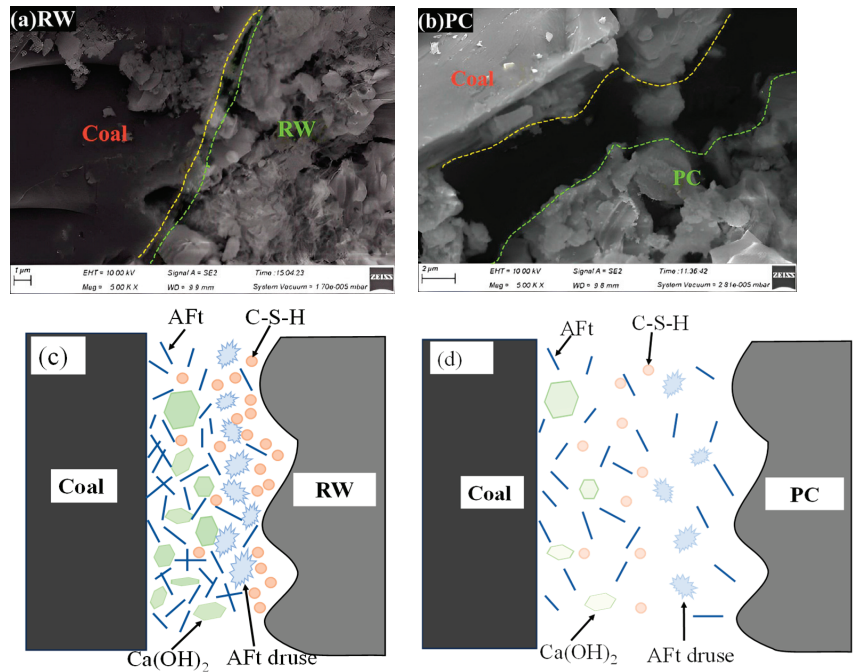 (a)RW
Coal
RW
1 μm
EHT = 10.00 kV
Signal A = SE2
Time :15:04:23
Mag = 5.00 K X
WD = 9.9 mm
System Vacuum = 1.70e-005 mbar
ZEISS
(b)PC
Coal
PC
2 μm
EHT = 10.00 kV
Signal A = SE2
Time :11:36:42
Mag = 5.00 K X
WD = 9.8 mm
System Vacuum = 2.81e-005 mbar
ZEISS
(c)
AFt
C-S-H
Coal
RW
Ca(OH)2
AFt druse
(d)
AFt
C-S-H
Coal
PC
Ca(OH)2
AFt druse